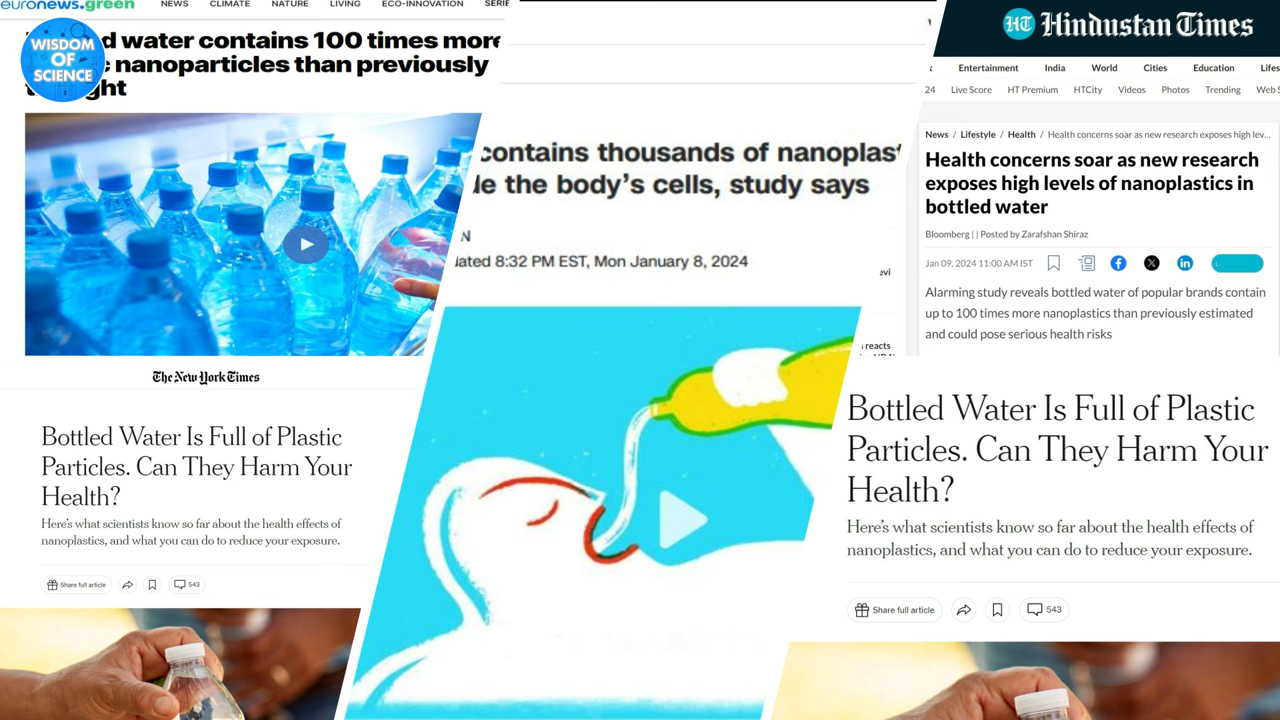 euronews.green
NEWS CLIMATE NATURE LIVING ECO-INNOVATION
WISDOM
OF
SCIENCE
water contains 100 times more
nanoparticles than previously
contains thousands of
the body's cells, study says
8:32 PM EST, Mon January 8, 2024
reacts
The New York Times
Bottled Water Is Full of Plastic
Particles. Can They Harm Your
Health?
Here's what scientists know so far about the health effects of
nanoplastics, and what you can do to reduce your exposure.
Share full article 543
HT Hindustan Times
Entertainment India World Cities Education
24 Live Score HT Premium HTCity Videos Photos Trending Web
News / Lifestyle / Health / Health concerns soar as new research exposes high lev...
Health concerns soar as new research
exposes high levels of nanoplastics in
bottled water
Bloomberg | | Posted by Zarafshan Shiraz
Jan 09, 2024 11:00 AM IST
Alarming study reveals bottled water of popular brands contain
up to 100 times more nanoplastics than previously estimated
and could pose serious health risks
Bottled Water Is Full of Plastic
Particles. Can They Harm Your
Health?
Here's what scientists know so far about the health effects of
nanoplastics, and what you can do to reduce your exposure.
Share full article 543